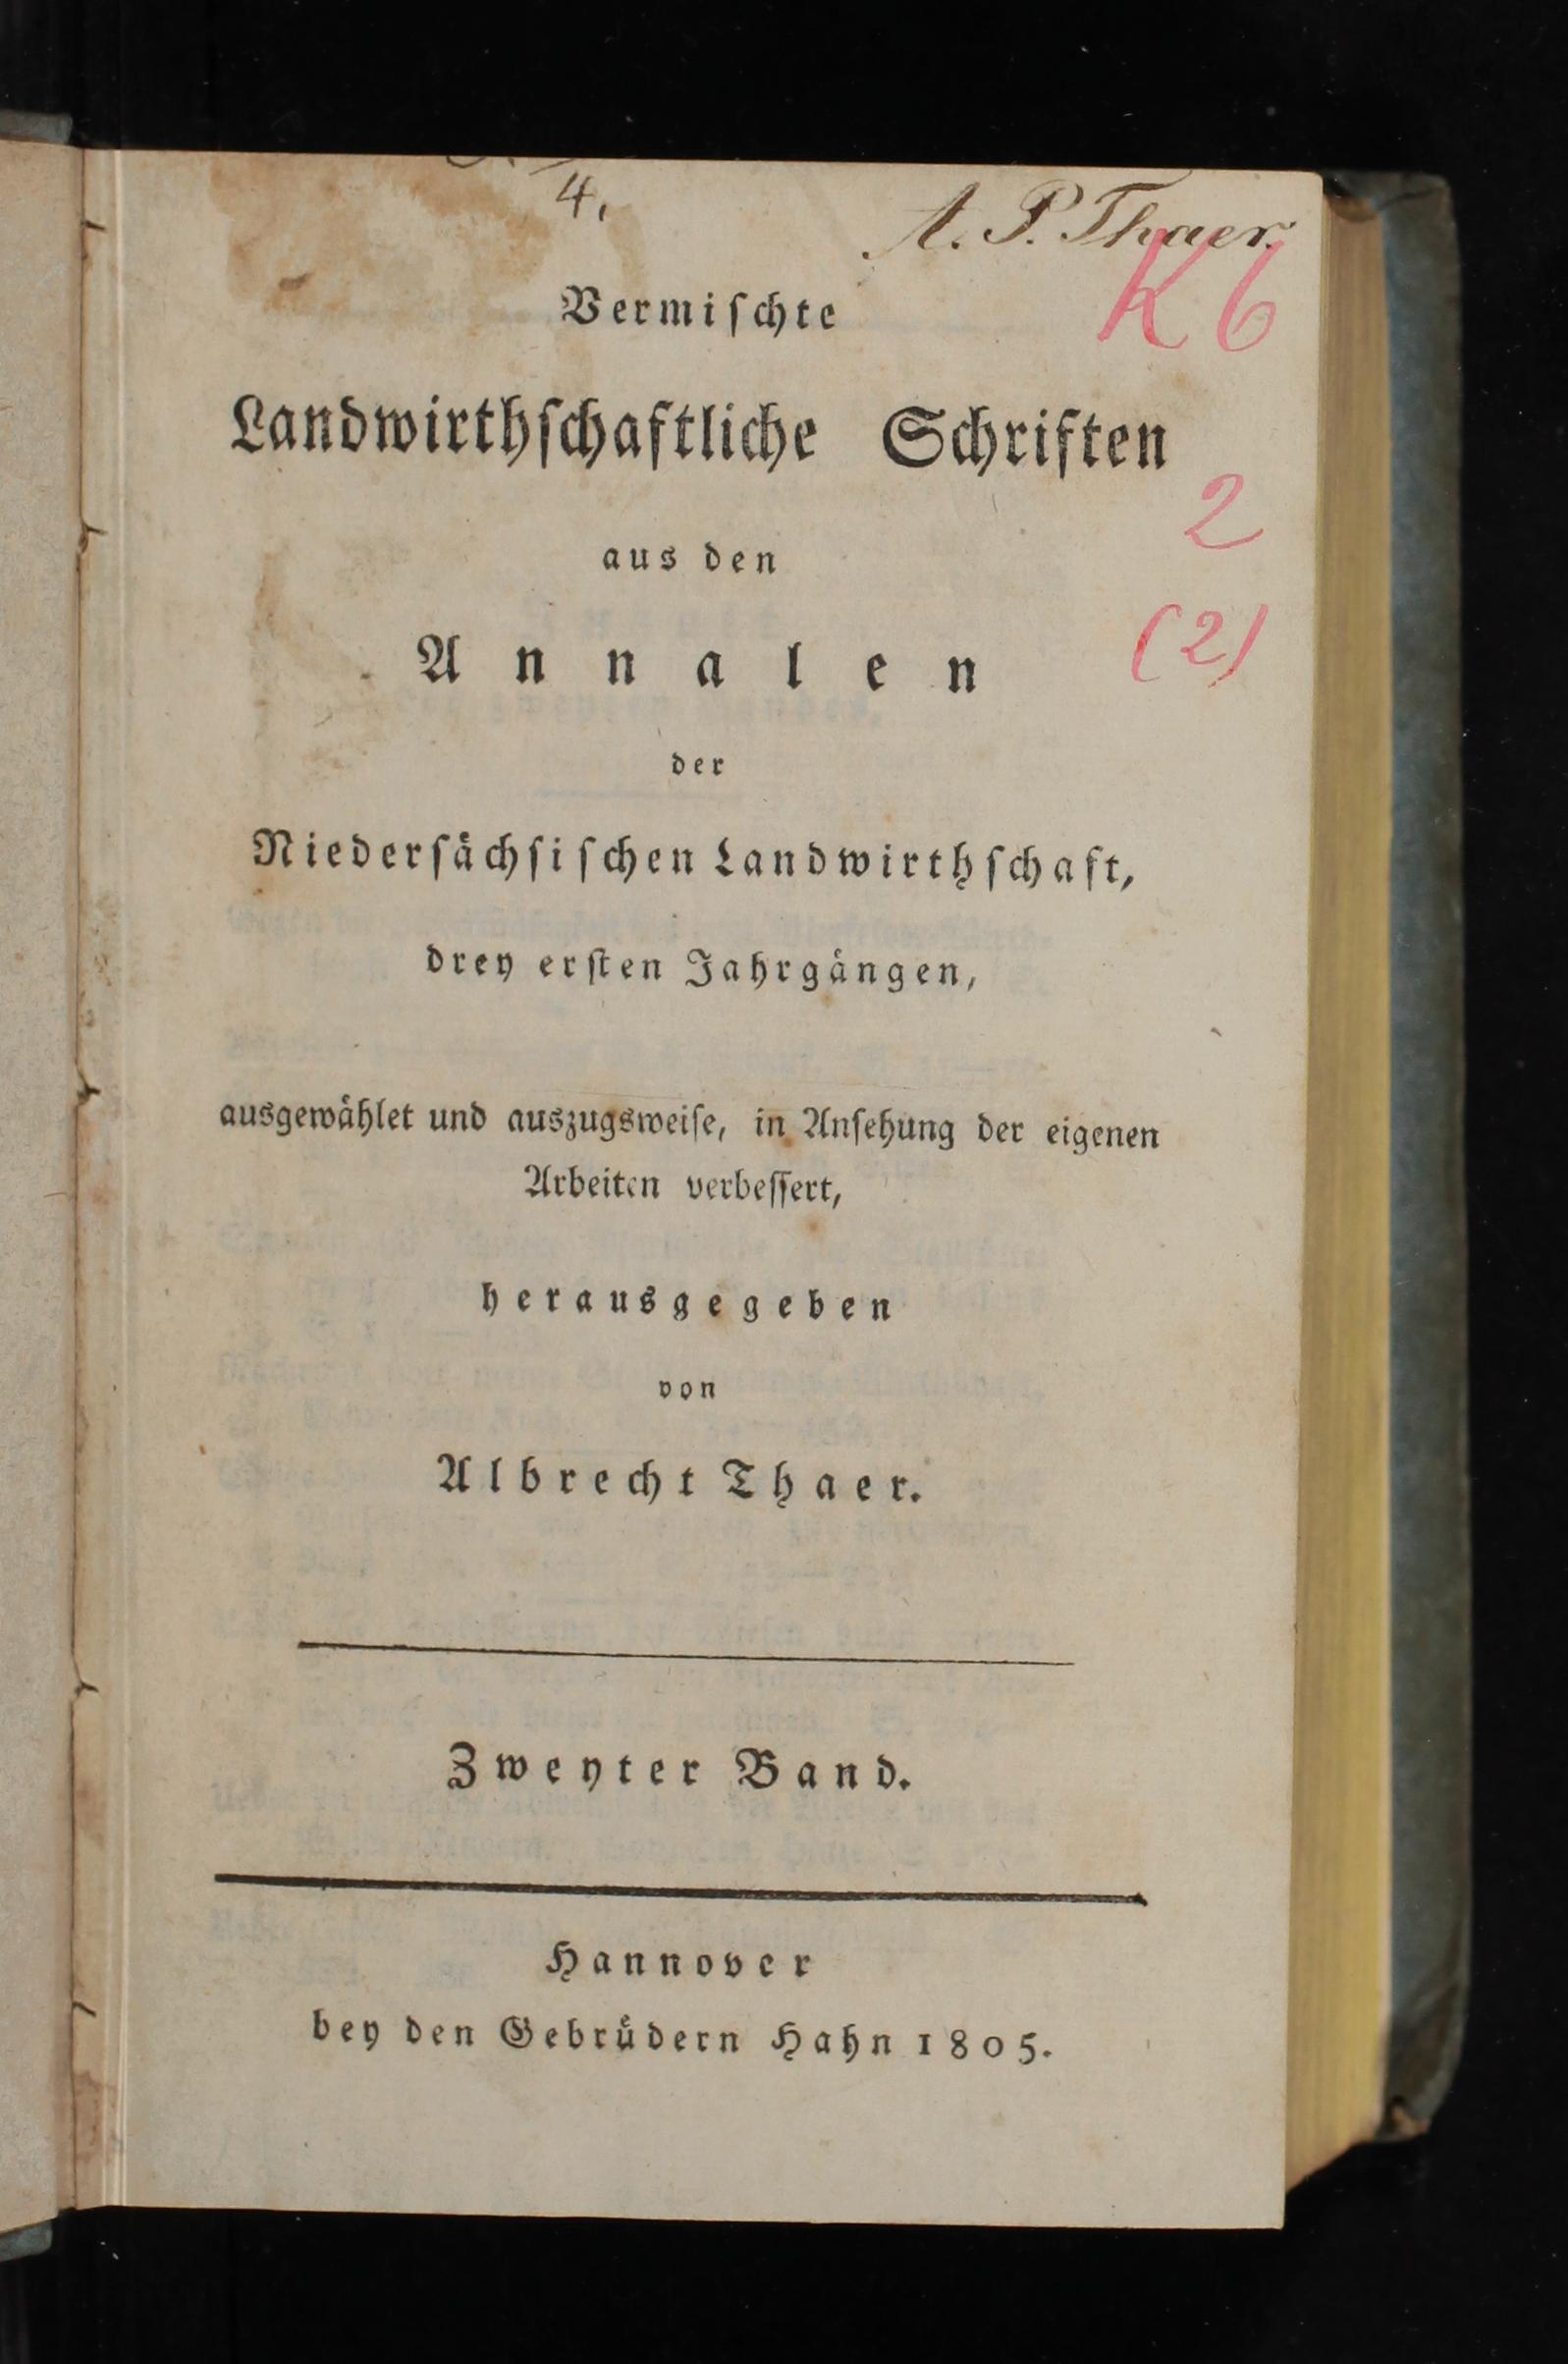 4.
A. P. Thaer.
K6
Vermischte
Landwirthschaftliche Schriften
2
aus den
(2)
Annalen
der
Niedersächsischen Landwirthschaft,
drey ersten Jahrgängen,
ausgewählet und auszugsweise, in Ansehung der eigenen
Arbeiten verbessert,
herausgegeben
von
Albrecht Thaer.
Zweyter Band.
Hannover
bey den Gebrüdern Hahn 1805.